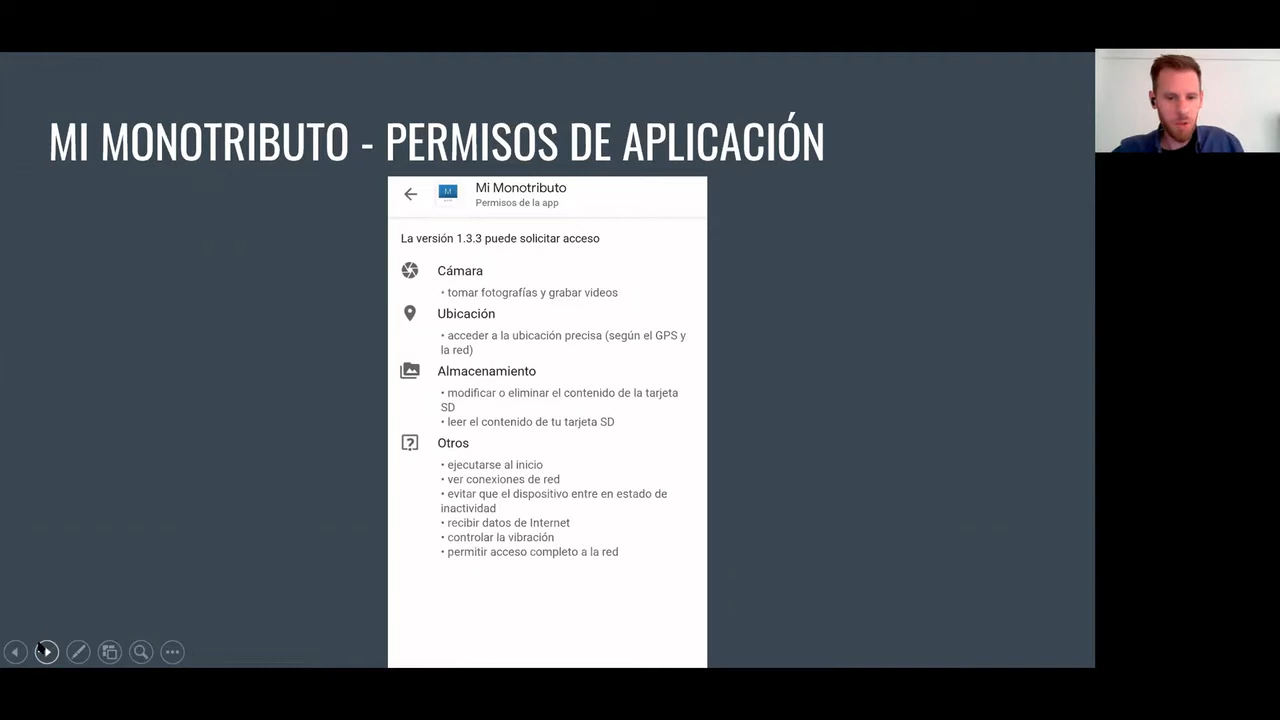 MI MONOTRIBUTO - PERMISOS DE APLICACIÓN
M
Mi Monotributo
Permisos de la app
La versión 1.3.3 puede solicitar acceso
Cámara
• tomar fotografías y grabar videos
Ubicación
• acceder a la ubicación precisa (según el GPS y
la red)
Almacenamiento
• modificar o eliminar el contenido de la tarjeta
SD
• leer el contenido de tu tarjeta SD
Otros
• ejecutarse al inicio
• ver conexiones de red
• evitar que el dispositivo entre en estado de
inactividad
• recibir datos de Internet
• controlar la vibración
• permitir acceso completo a la red